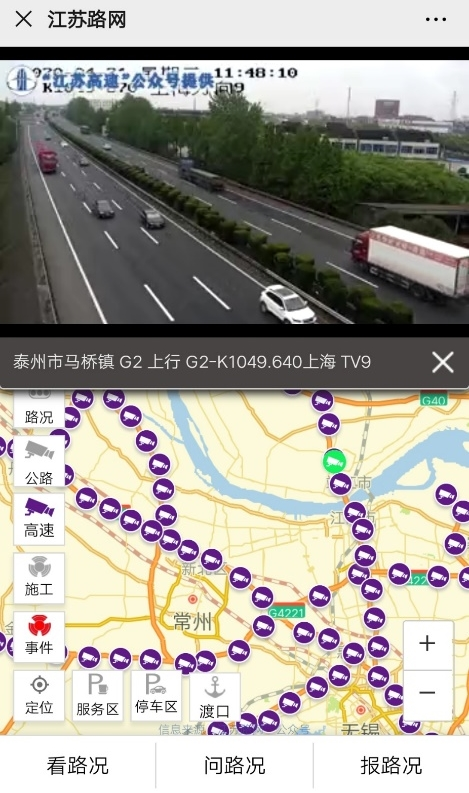 江苏路网
11:48:10
"江苏高速"公众号提供
泰州市马桥镇 G2 上行 G2-K1049.640上海 TV9
路况
G40
公路
高速
施工
新北区
G4221
常州
事件
定位
服务区
停车区
渡口
无锡
看路况
问路况
报路况